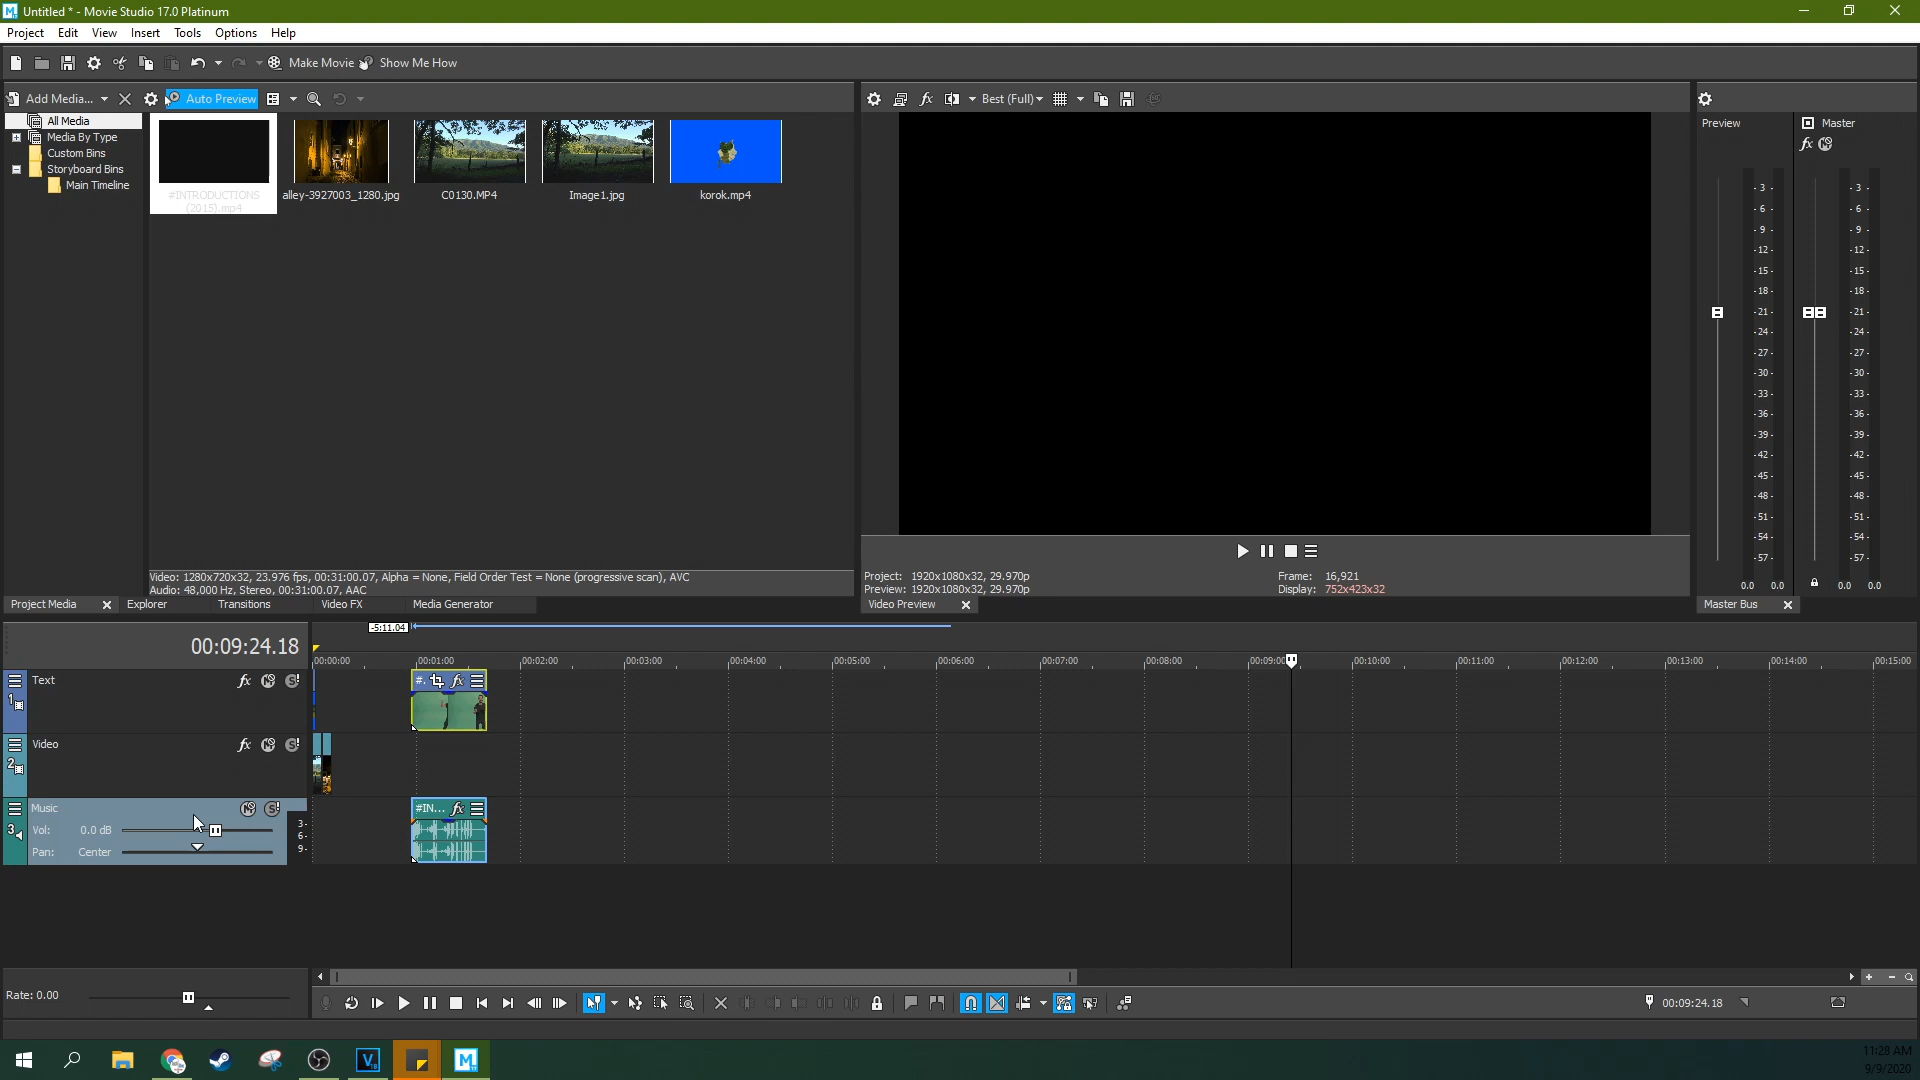 Untitled * - Movie Studio 17.0 Platinum
Project Edit View Insert Tools Options Help
Make Movie Show Me How
Add Media... Auto Preview Best (Full) Preview Master
All Media
Media By Type
Custom Bins
Storyboard Bins
Main Timeline
#INTRODUCTIONS (2015).mp4
alley-3927003_1280.jpg
C0130.MP4
Image1.jpg
korok.mp4
fx
-3- -3-
-6- -6-
-9- -9-
-12- -12-
-15- -15-
-18- -18-
-21- -21-
-24- -24-
-27- -27-
-30- -30-
-33- -33-
-36- -36-
-39- -39-
-42- -42-
-45- -45-
-48- -48-
-51- -51-
-54- -54-
-57- -57-
0.0 0.0 0.0 0.0
Video: 1280x720x32, 23.976 fps, 00:31:00.07, Alpha = None, Field Order Test = None (progressive scan), AVC
Audio: 48,000 Hz, Stereo, 00:31:00.07, AAC
Project: 1920x1080x32, 29.970p Frame: 16,921
Preview: 1920x1080x32, 29.970p Display: 752x423x32
Project Media Explorer Transitions Video FX Media Generator Video Preview Master Bus
-5:11.04
00:09:24.18
00:00:00 00:01:00 00:02:00 00:03:00 00:04:00 00:05:00 00:06:00 00:07:00 00:08:00 00:09:00 00:10:00 00:11:00 00:12:00 00:13:00 00:14:00 00:15:00
1 Text fx #. fx
2 Video fx
3 Music #IN... fx
Vol: 0.0 dB
Pan: Center
3-
6-
9-
Rate: 0.00
00:09:24.18
11:28 AM
9/9/2020